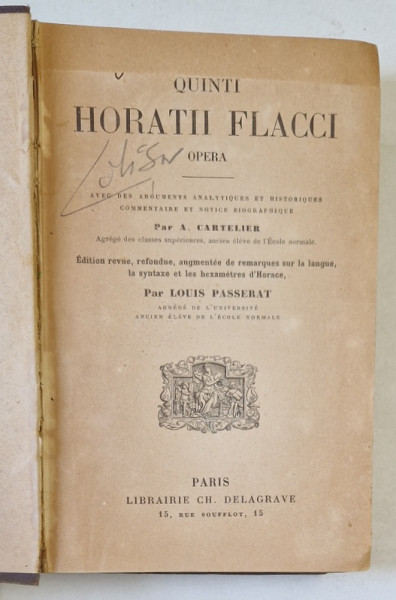 QUINTI
HORATII FLACCI
OPERA
AVEC DES ARGUMENTS ANALYTIQUES ET HISTORIQUES
COMMENTAIRE ET NOTICE BIOGRAPHIQUE
Par A. CARTELIER
Agrégé des classes supérieures, ancien élève de l'École normale.
Édition revue, refondue, augmentée de remarques sur la langue,
la syntaxe et les hexamètres d'Horace,
Par LOUIS PASSERAT
AGRÉGÉ DE L'UNIVERSITÉ
ANCIEN ÉLÈVE DE L'ÉCOLE NORMALE
PARIS
LIBRAIRIE CH. DELAGRAVE
15, RUE SOUFFLOT, 15